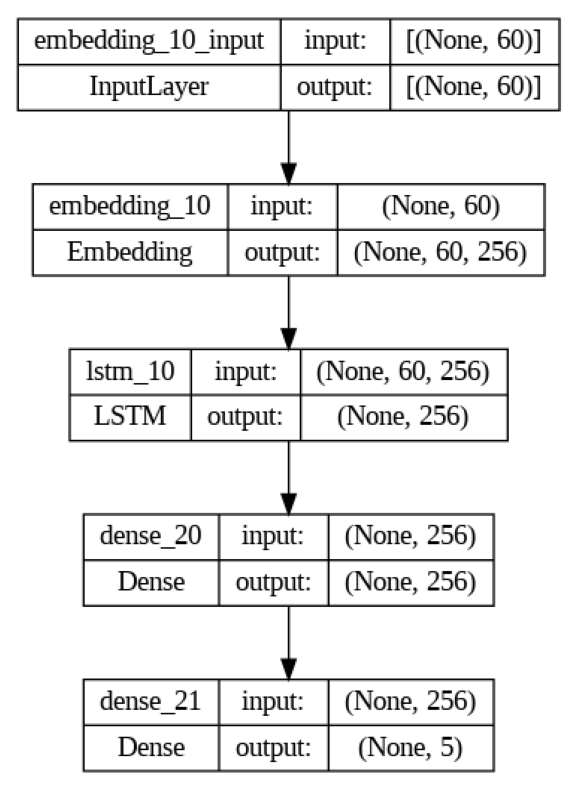 embedding_10_input input: [(None, 60)]
InputLayer output: [(None, 60)]
embedding_10 input: (None, 60)
Embedding output: (None, 60, 256)
lstm_10 input: (None, 60, 256)
LSTM output: (None, 256)
dense_20 input: (None, 256)
Dense output: (None, 256)
dense_21 input: (None, 256)
Dense output: (None, 5)